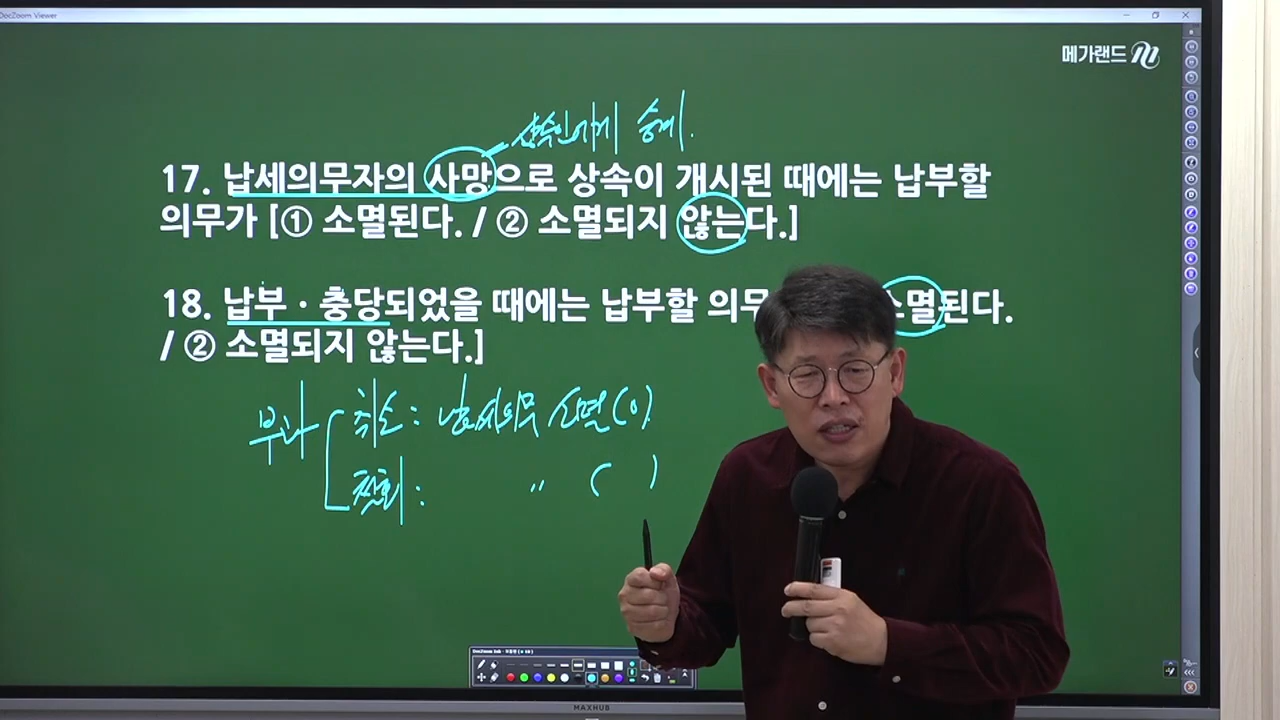 DocZoom Viewer
메가랜드
상속인에게 승계.
17. 납세의무자의 사망으로 상속이 개시된 때에는 납부할
의무가 [① 소멸된다. / ② 소멸되지 않는다.]
18. 납부 · 충당되었을 때에는 납부할 의무 소멸된다.
/ ② 소멸되지 않는다.]
부과 취소 : 납세의무 소멸(O)
철회 : " ( )
MAXHUB